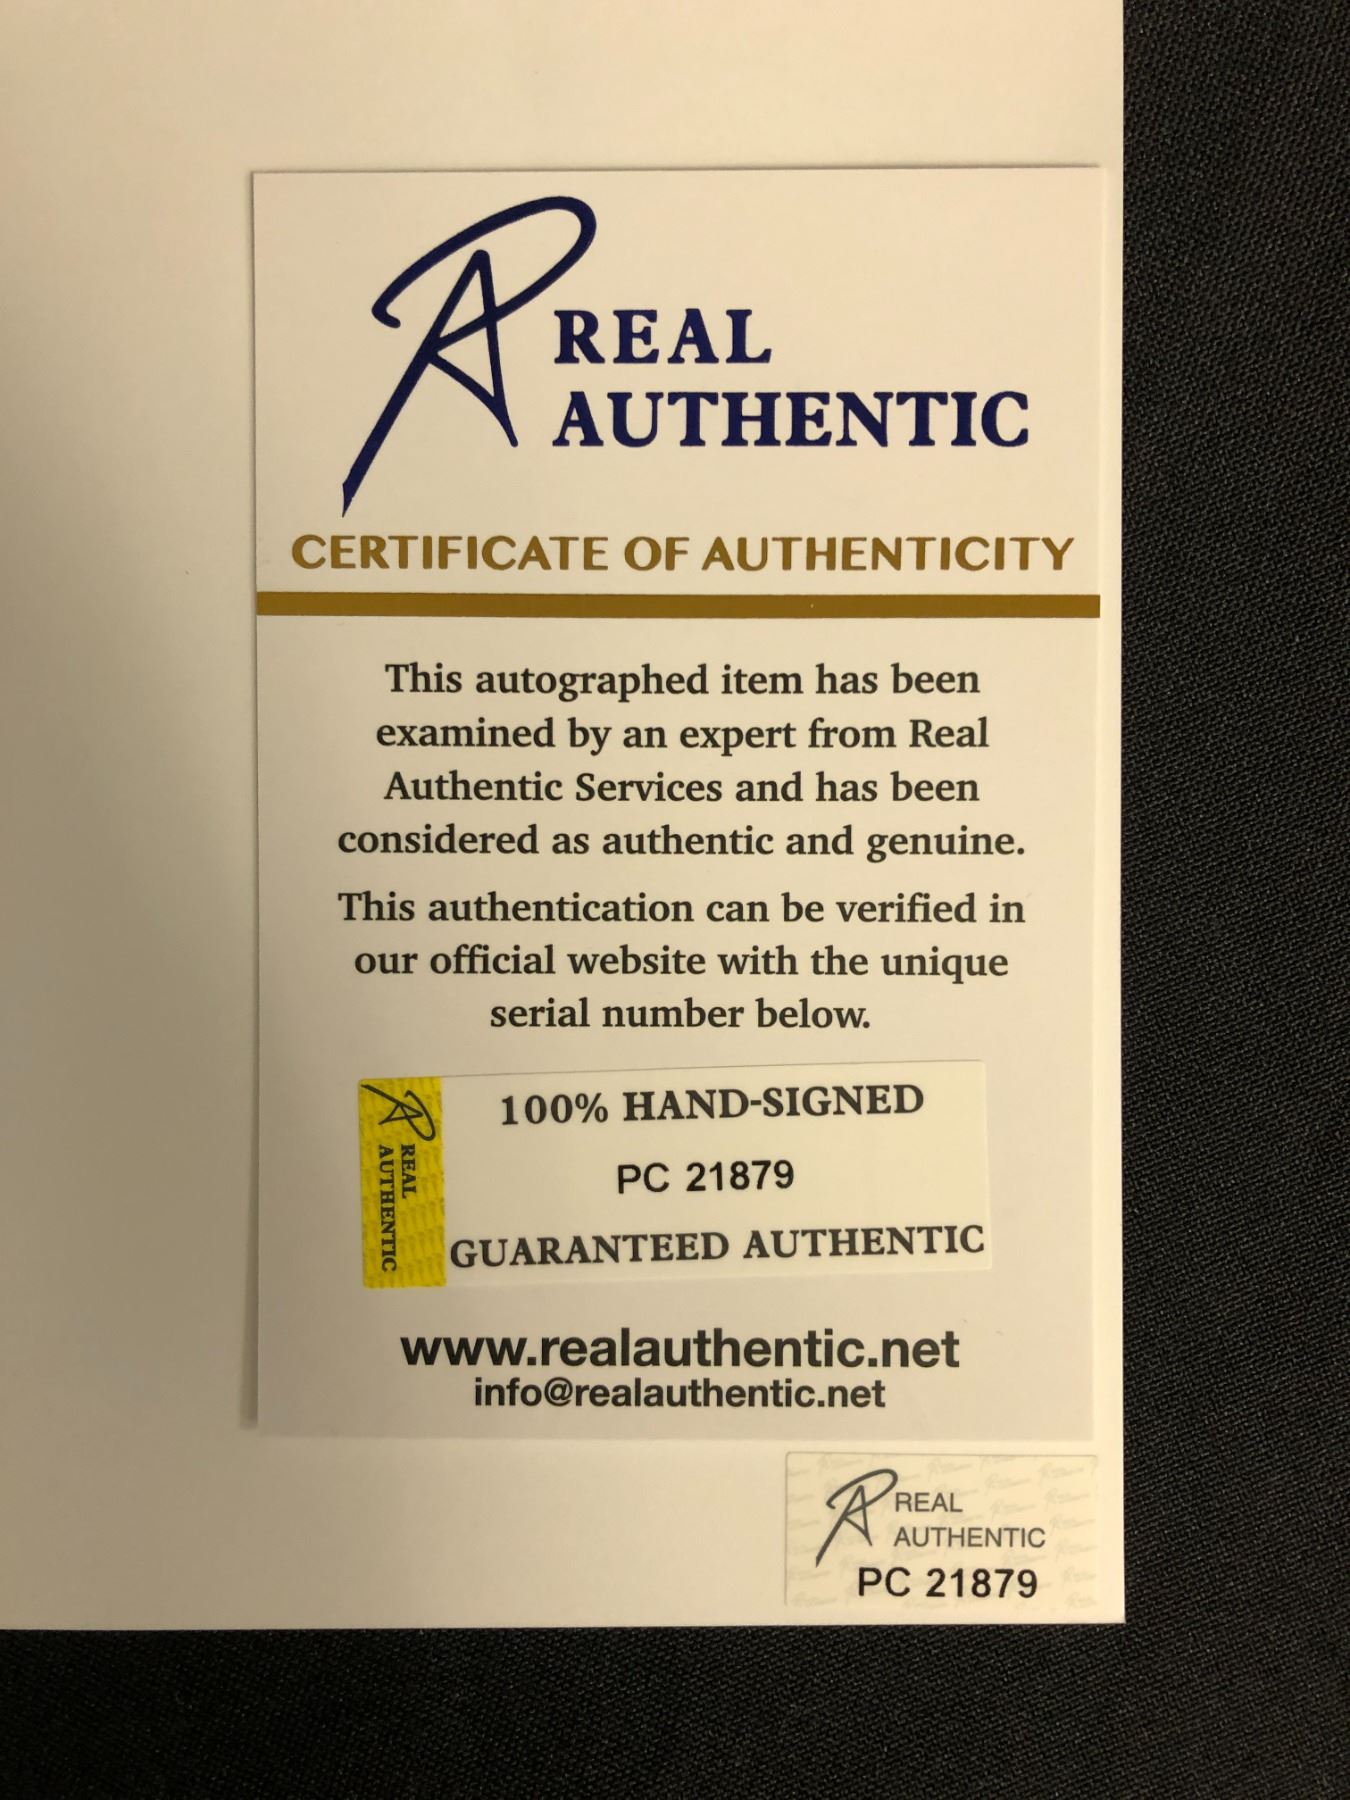 REAL
AUTHENTIC
CERTIFICATE OF AUTHENTICITY
This autographed item has been
examined by an expert from Real
Authentic Services and has been
considered as authentic and genuine.
This authentication can be verified in
our official website with the unique
serial number below.
REAL
AUTHENTIC
100% HAND-SIGNED
PC 21879
GUARANTEED AUTHENTIC
www.realauthentic.net
info@realauthentic.net
REAL
AUTHENTIC
PC 21879